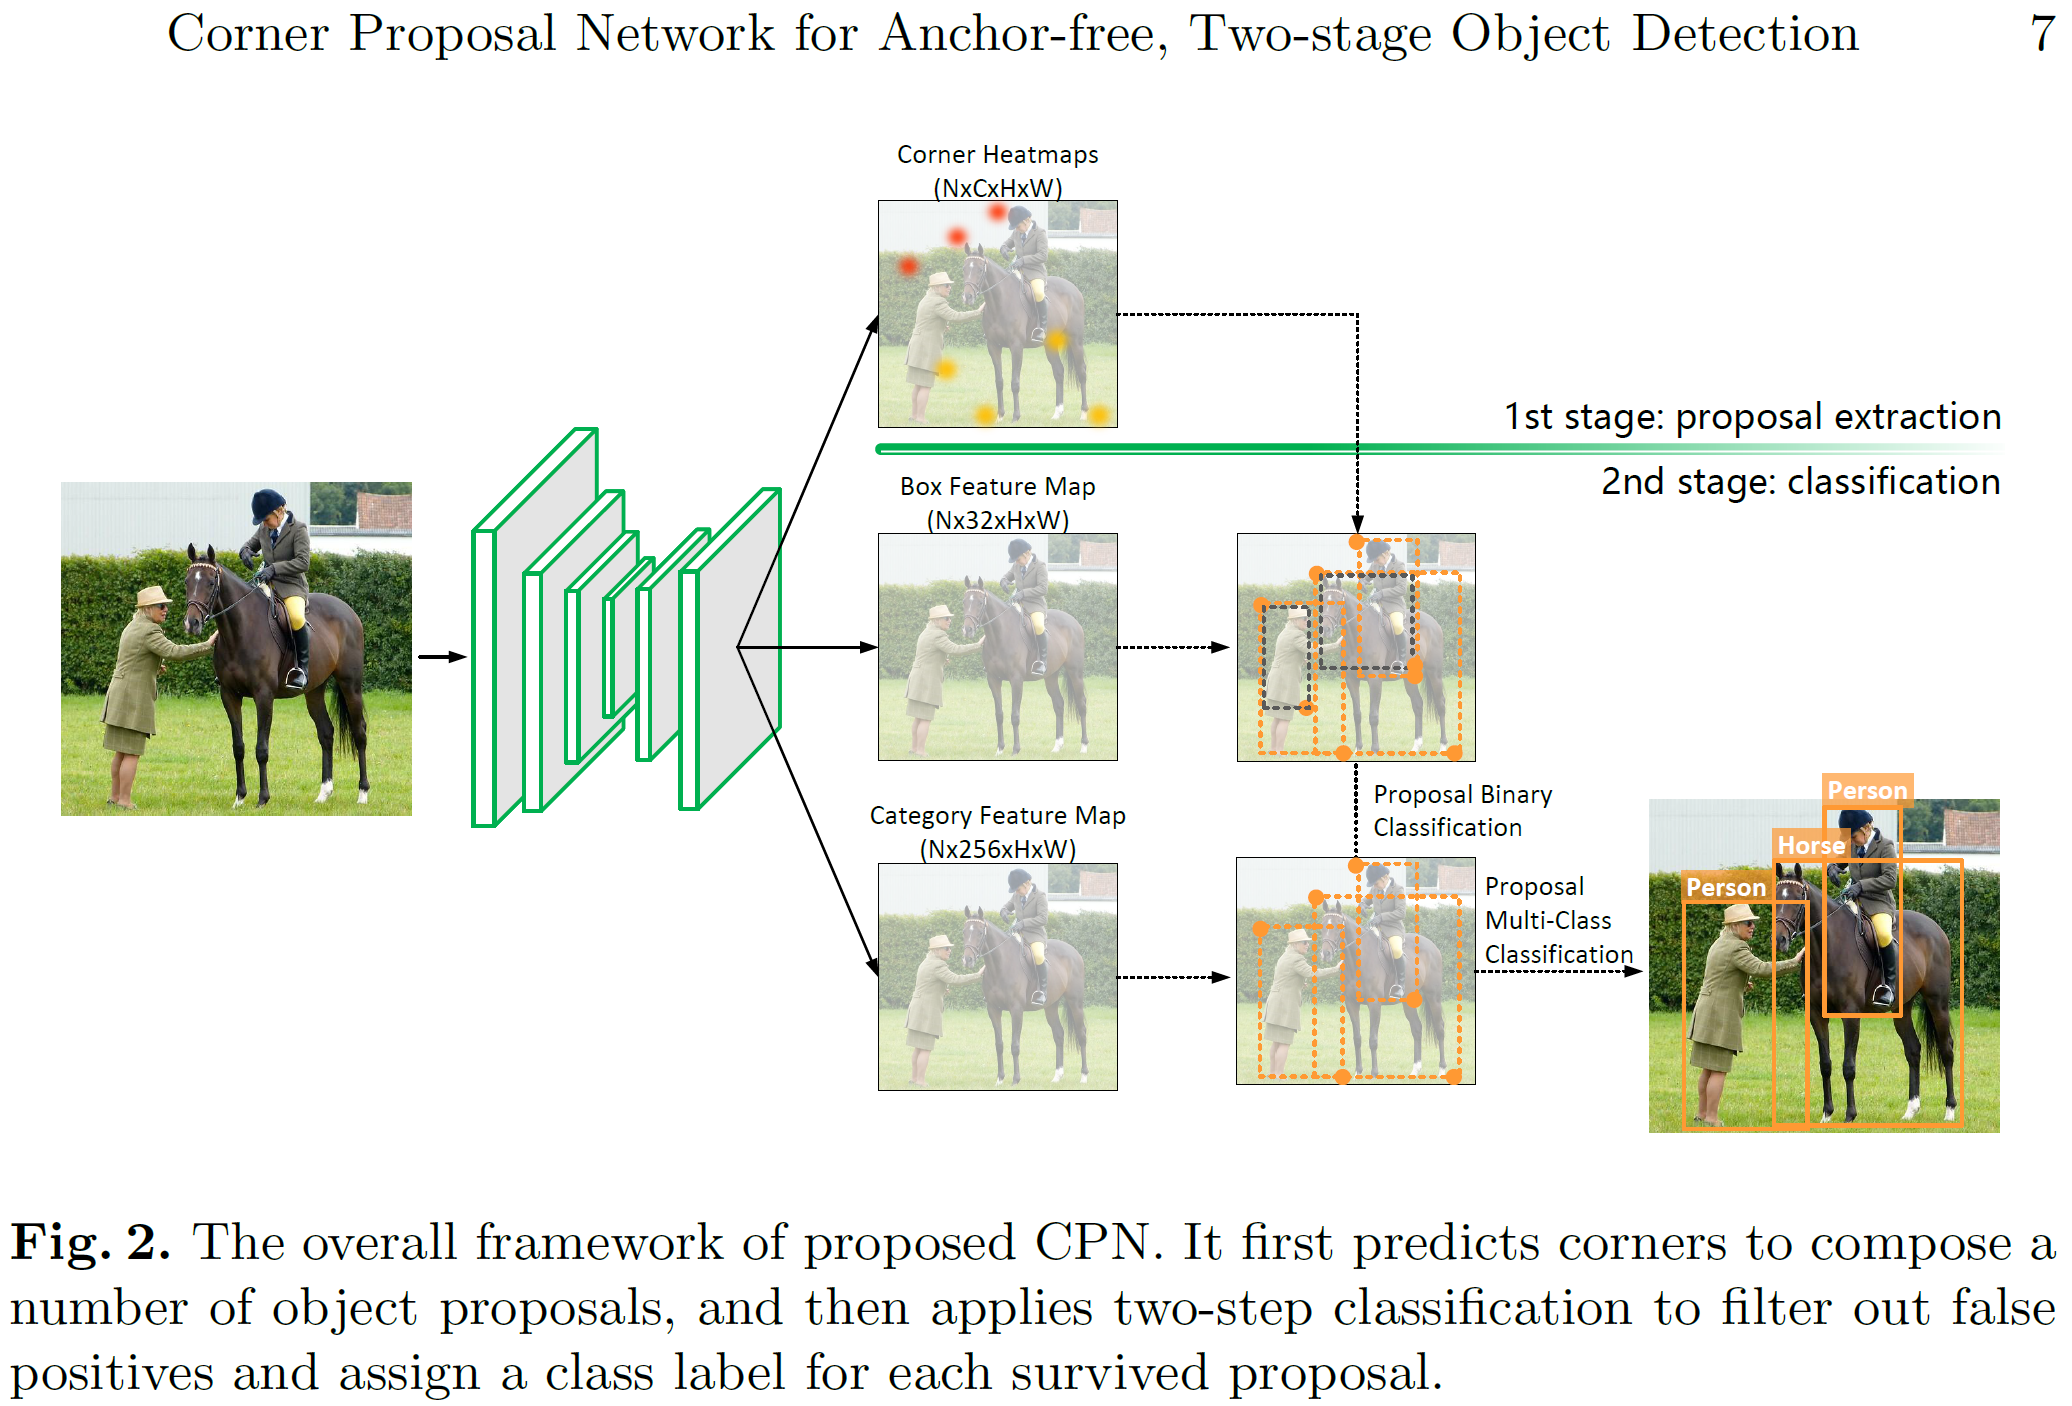 Corner Proposal Network for Anchor-free, Two-stage Object Detection 7
Corner Heatmaps
(NxCxHxW)
1st stage: proposal extraction
2nd stage: classification
Box Feature Map
(Nx32xHxW)
Proposal Binary
Classification
Category Feature Map
(Nx256xHxW)
Proposal
Multi-Class
Classification
Person
Horse
Person
Fig. 2. The overall framework of proposed CPN. It first predicts corners to compose a
number of object proposals, and then applies two-step classification to filter out false
positives and assign a class label for each survived proposal.